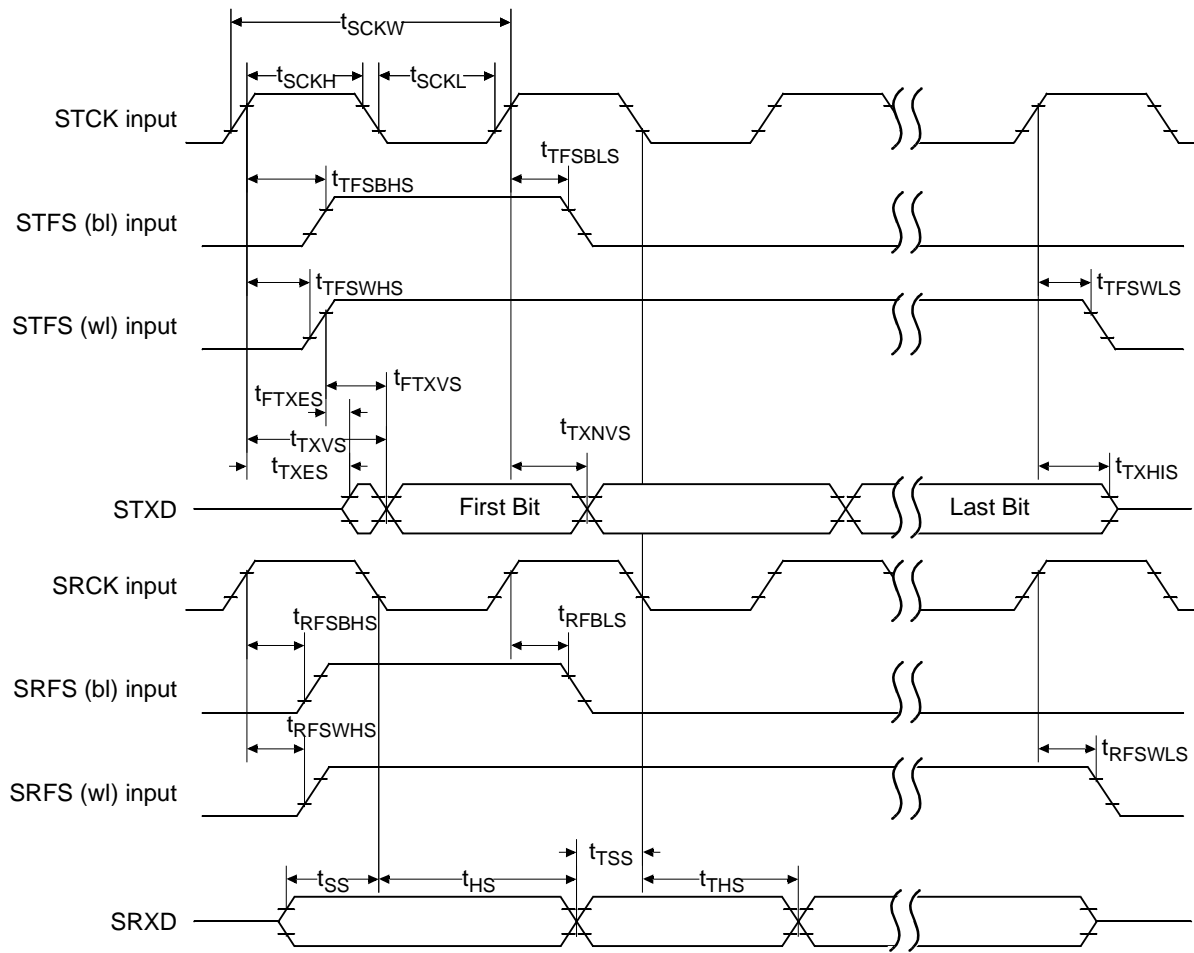 tSCKW
tSCKH
tSCKL
STCK input
tTFSBLS
tTFSBHS
STFS (bl) input
tTFSWHS
tTFSWLS
STFS (wl) input
tFTXVS
tFTXES
tTXVS
tTXNVS
tTXES
tTXHIS
STXD
First Bit
Last Bit
SRCK input
tRFSBHS
tRFBLS
SRFS (bl) input
tRFSWHS
tRFSWLS
SRFS (wl) input
tTSS
tSS
tHS
tTHS
SRXD